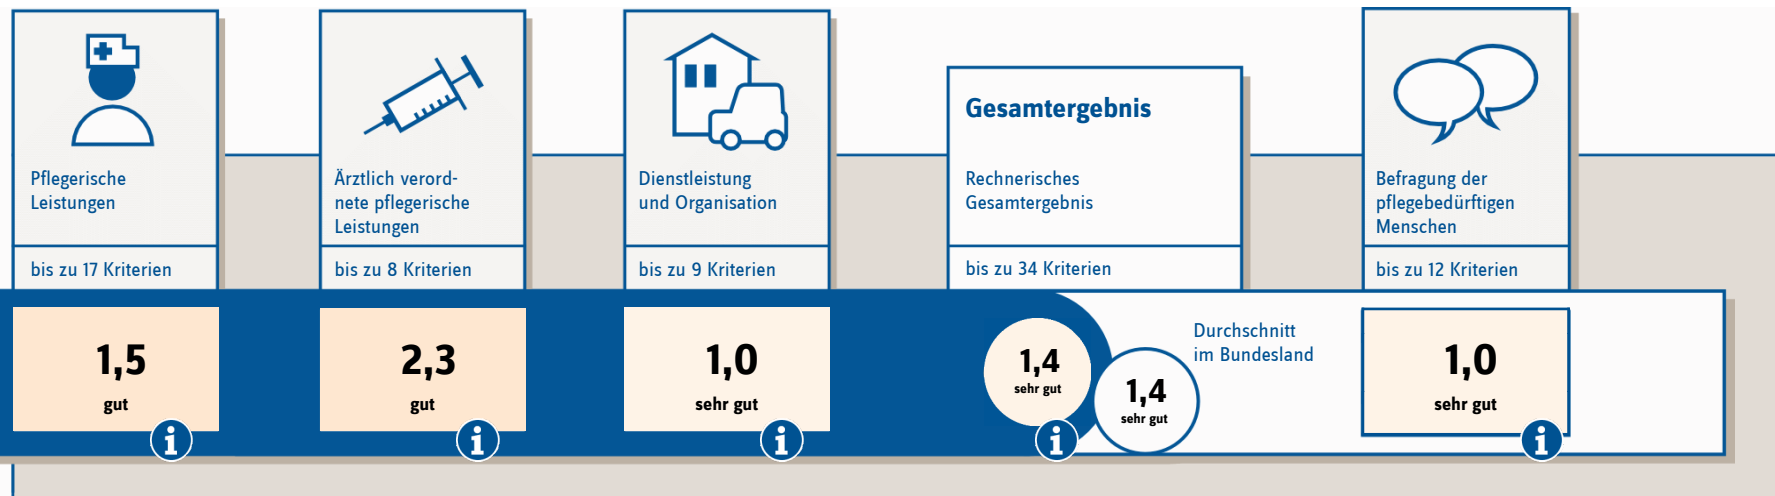 Pflegerische
Leistungen
bis zu 17 Kriterien
1,5
gut
i
Ärztlich verord-
nete pflegerische
Leistungen
bis zu 8 Kriterien
2,3
gut
i
Dienstleistung
und Organisation
bis zu 9 Kriterien
1,0
sehr gut
i
Gesamtergebnis
Rechnerisches
Gesamtergebnis
bis zu 34 Kriterien
1,4
sehr gut
i
1,4
sehr gut
Durchschnitt
im Bundesland
Befragung der
pflegebedürftigen
Menschen
bis zu 12 Kriterien
1,0
sehr gut
i